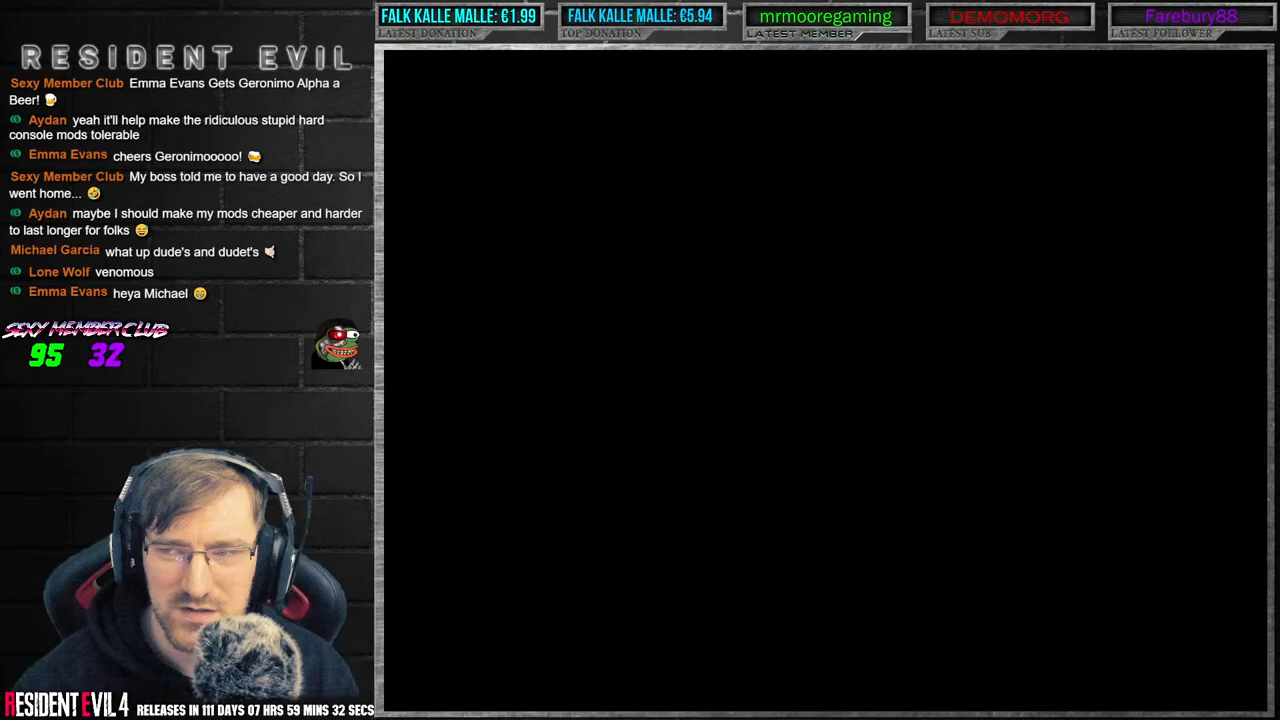 FALK KALLE MALLE: €1.99
LATEST DONATION
FALK KALLE MALLE: €5.94
TOP DONATION
mrmooregaming
LATEST MEMBER
DEMOMORG
LATEST SUB
Farebury88
LATEST FOLLOWER
RESIDENT EVIL
Sexy Member Club Emma Evans Gets Geronimo Alpha a
Beer! 🍺
Aydan yeah it'll help make the ridiculous stupid hard
console mods tolerable
Emma Evans cheers Geronimooooo! 🍻
Sexy Member Club My boss told me to have a good day. So I
went home... 🤣
Aydan maybe I should make my mods cheaper and harder
to last longer for folks 😅
Michael Garcia what up dude's and dudet's 🤙🏻
Lone Wolf venomous
Emma Evans heya Michael 😁
SEXY MEMBER CLUB
95 32
RESIDENT EVIL 4 RELEASES IN 111 DAYS 07 HRS 59 MINS 32 SECS